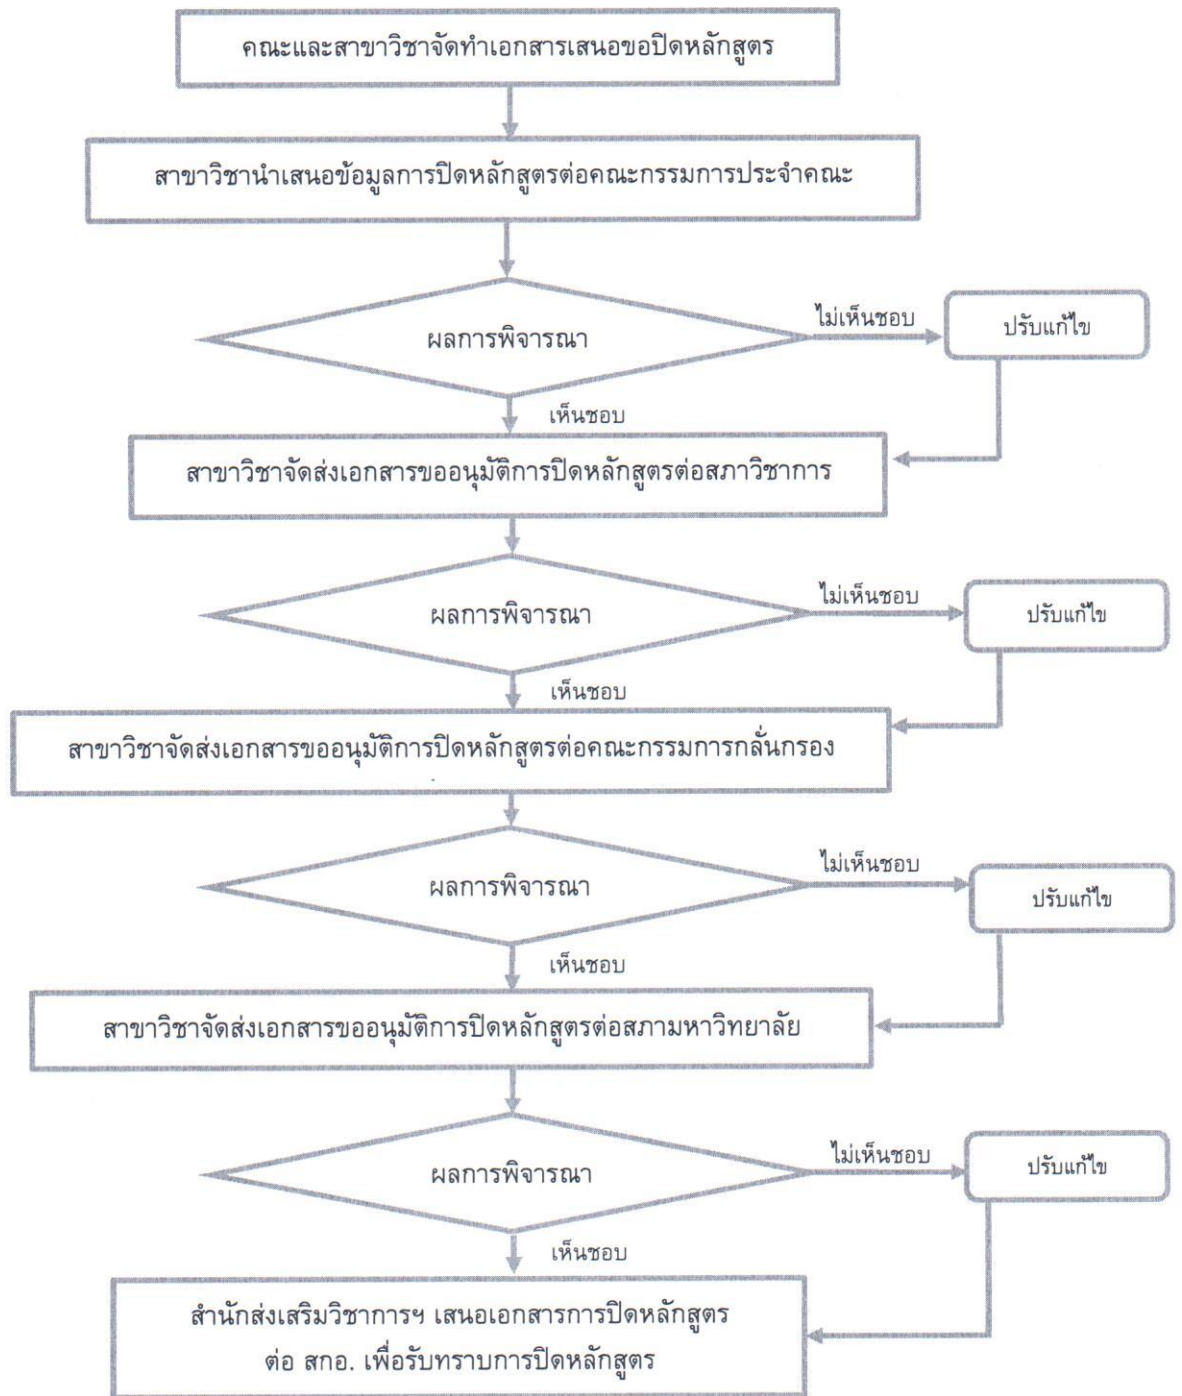 คณะและสาขาวิชาจัดทำเอกสารเสนอขอปิดหลักสูตร
สาขาวิชานำเสนอข้อมูลการปิดหลักสูตรต่อคณะกรรมการประจำคณะ
ผลการพิจารณา
ไม่เห็นชอบ
ปรับแก้ไข
เห็นชอบ
สาขาวิชาจัดส่งเอกสารขออนุมัติการปิดหลักสูตรต่อสภาวิชาการ
ผลการพิจารณา
ไม่เห็นชอบ
ปรับแก้ไข
เห็นชอบ
สาขาวิชาจัดส่งเอกสารขออนุมัติการปิดหลักสูตรต่อคณะกรรมการกลั่นกรอง
ผลการพิจารณา
ไม่เห็นชอบ
ปรับแก้ไข
เห็นชอบ
สาขาวิชาจัดส่งเอกสารขออนุมัติการปิดหลักสูตรต่อสภามหาวิทยาลัย
ผลการพิจารณา
ไม่เห็นชอบ
ปรับแก้ไข
เห็นชอบ
สำนักส่งเสริมวิชาการฯ เสนอเอกสารการปิดหลักสูตร
ต่อ สกอ. เพื่อรับทราบการปิดหลักสูตร